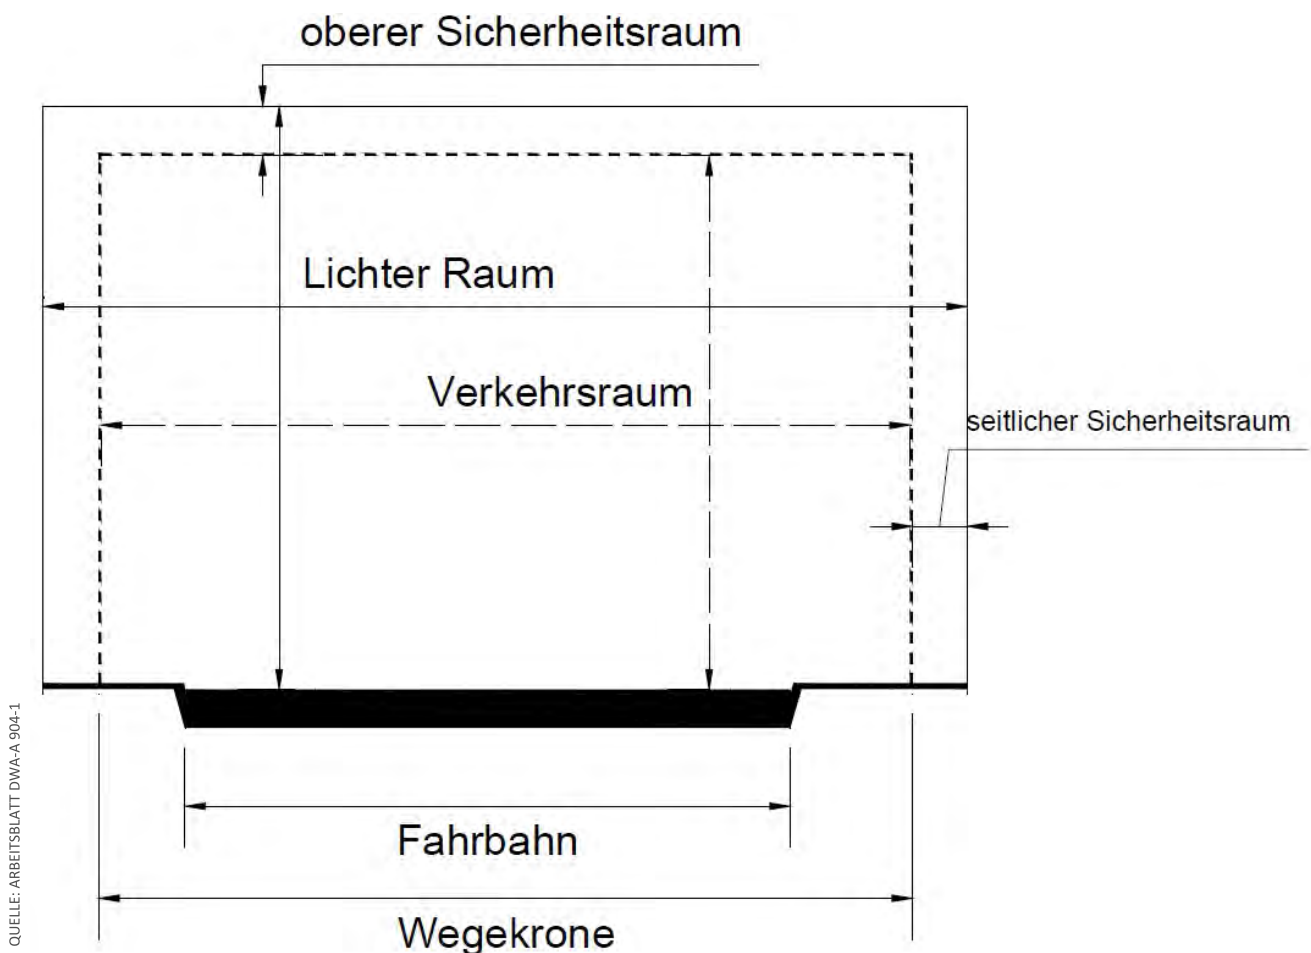 oberer Sicherheitsraum
Lichter Raum
Verkehrsraum
seitlicher Sicherheitsraum
Fahrbahn
Wegekrone
QUELLE: ARBEITSBLATT DWA-A 904-1